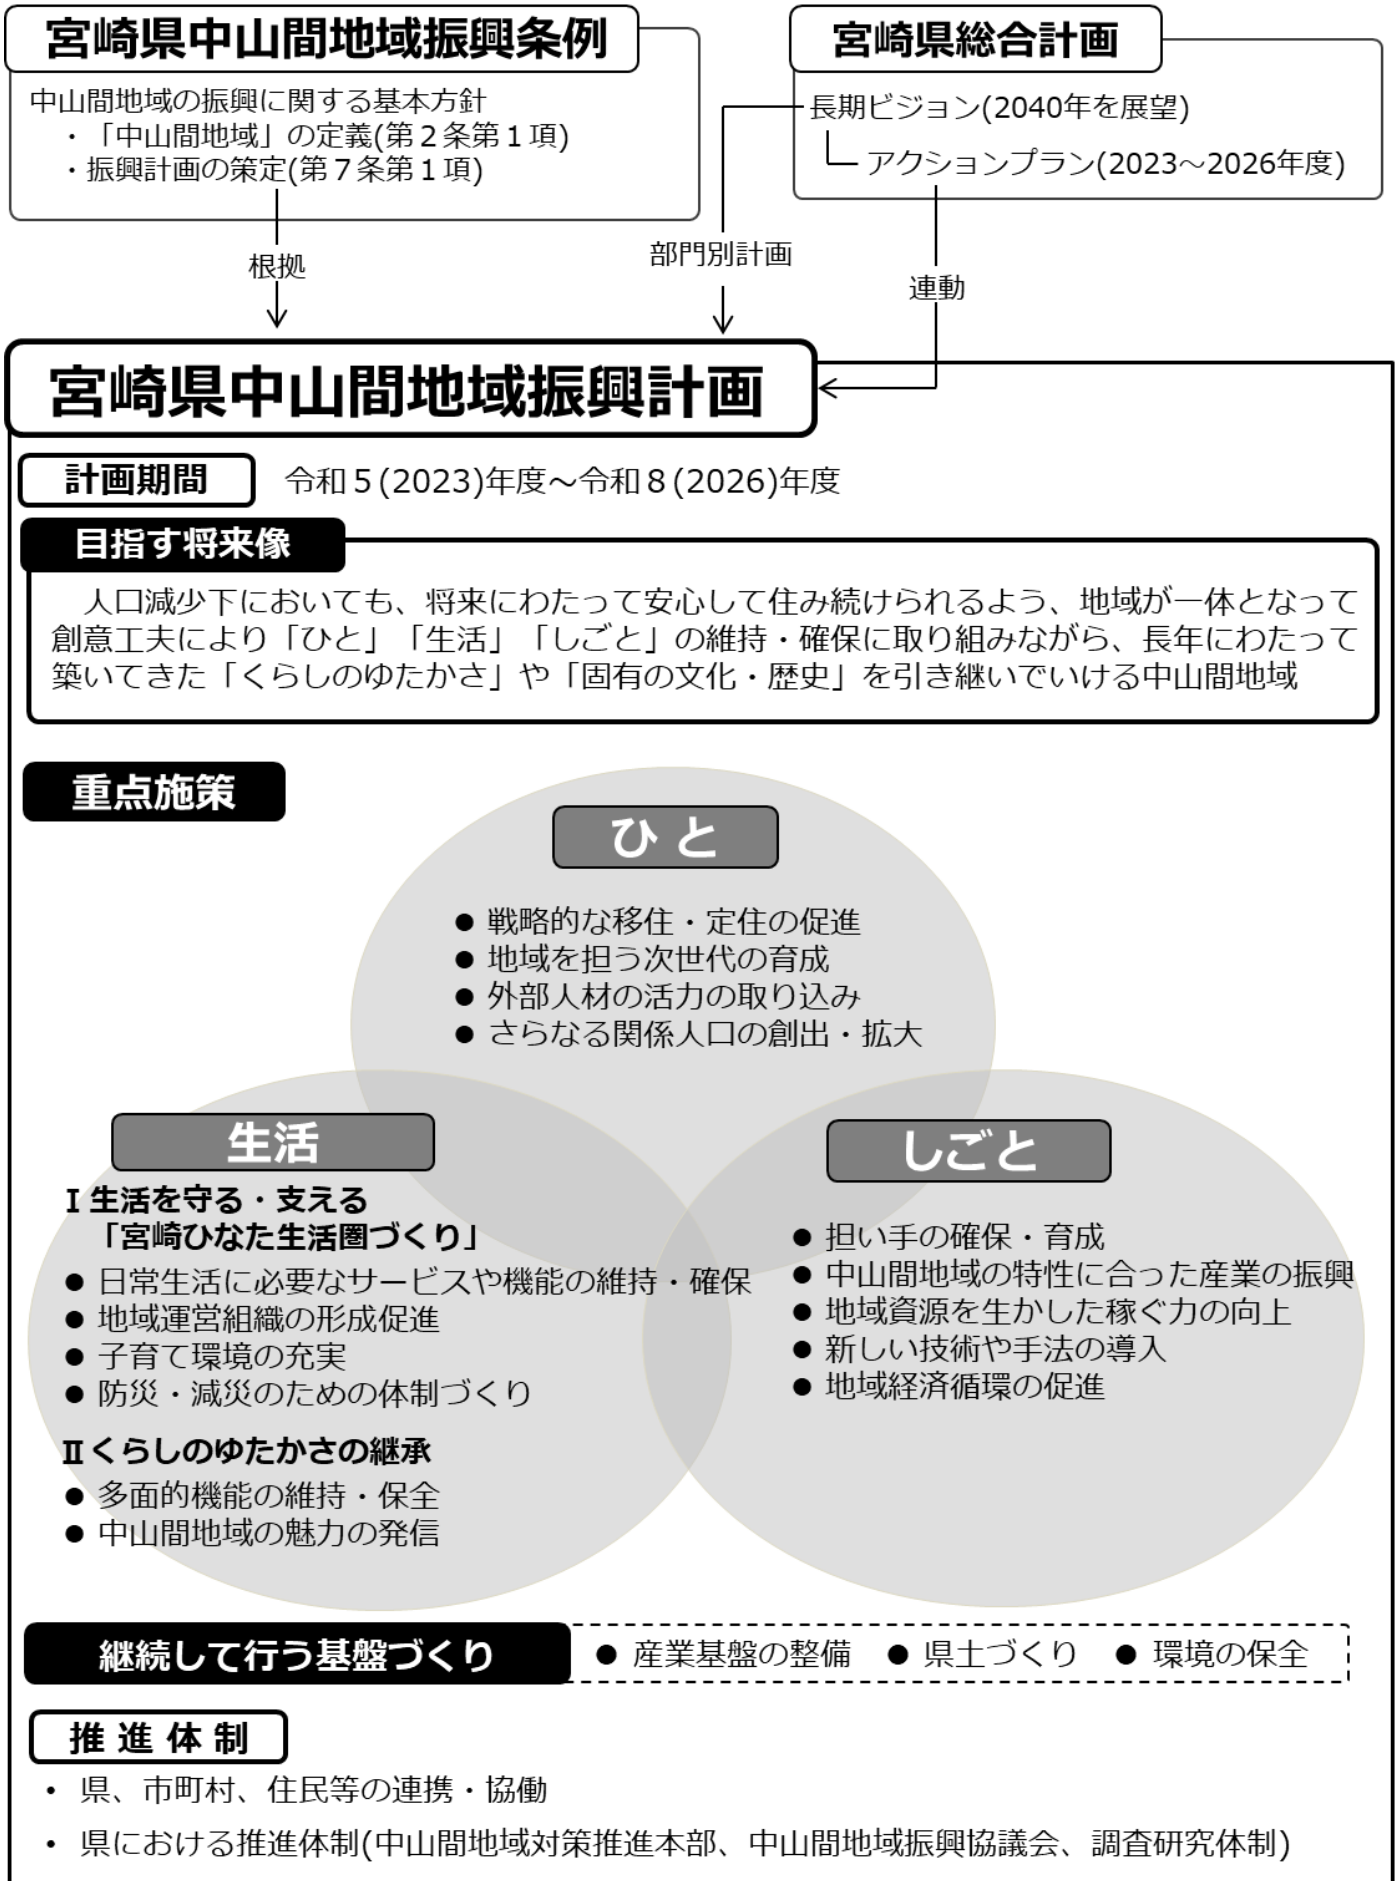 宮崎県中山間地域振興条例
中山間地域の振興に関する基本方針
・「中山間地域」の定義(第２条第１項)
・振興計画の策定(第７条第１項)
宮崎県総合計画
長期ビジョン(2040年を展望)
アクションプラン(2023～2026年度)
根拠
部門別計画
連動
宮崎県中山間地域振興計画
計画期間
令和５(2023)年度～令和８(2026)年度
目指す将来像
人口減少下においても、将来にわたって安心して住み続けられるよう、地域が一体となって
創意工夫により「ひと」「生活」「しごと」の維持・確保に取り組みながら、長年にわたって
築いてきた「くらしのゆたかさ」や「固有の文化・歴史」を引き継いでいける中山間地域
重点施策
ひ と
● 戦略的な移住・定住の促進
● 地域を担う次世代の育成
● 外部人材の活力の取り込み
● さらなる関係人口の創出・拡大
生活
Ⅰ 生活を守る・支える
「宮崎ひなた生活圏づくり」
● 日常生活に必要なサービスや機能の維持・確保
● 地域運営組織の形成促進
● 子育て環境の充実
● 防災・減災のための体制づくり
Ⅱ くらしのゆたかさの継承
● 多面的機能の維持・保全
● 中山間地域の魅力の発信
しごと
● 担い手の確保・育成
● 中山間地域の特性に合った産業の振興
● 地域資源を生かした稼ぐ力の向上
● 新しい技術や手法の導入
● 地域経済循環の促進
継続して行う基盤づくり
● 産業基盤の整備 ● 県土づくり ● 環境の保全
推 進 体 制
・ 県、市町村、住民等の連携・協働
・ 県における推進体制(中山間地域対策推進本部、中山間地域振興協議会、調査研究体制)